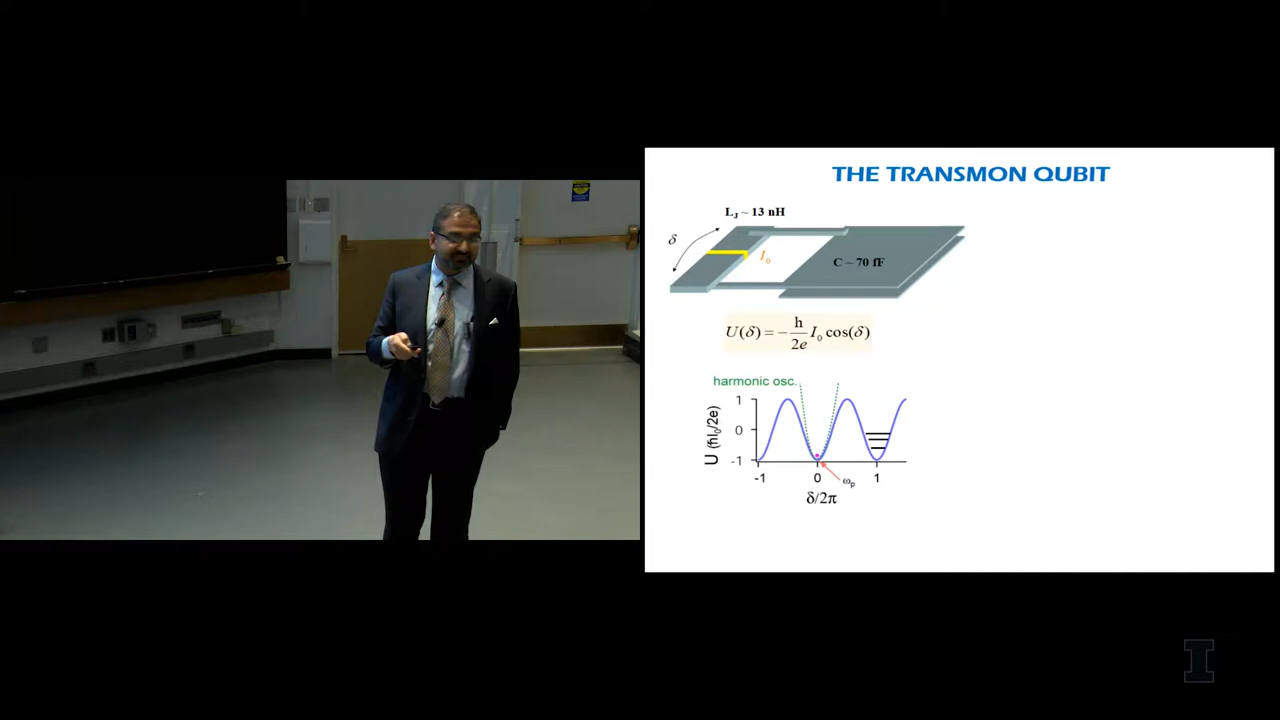 THE TRANSMON QUBIT
L_J ~ 13 nH
δ
I_0
C ~ 70 fF
U(δ) = − h/2e I_0 cos(δ)
harmonic osc.
U (ħI_0/2e)
1
0
-1
-1 0 1
ω_p
δ/2π
I